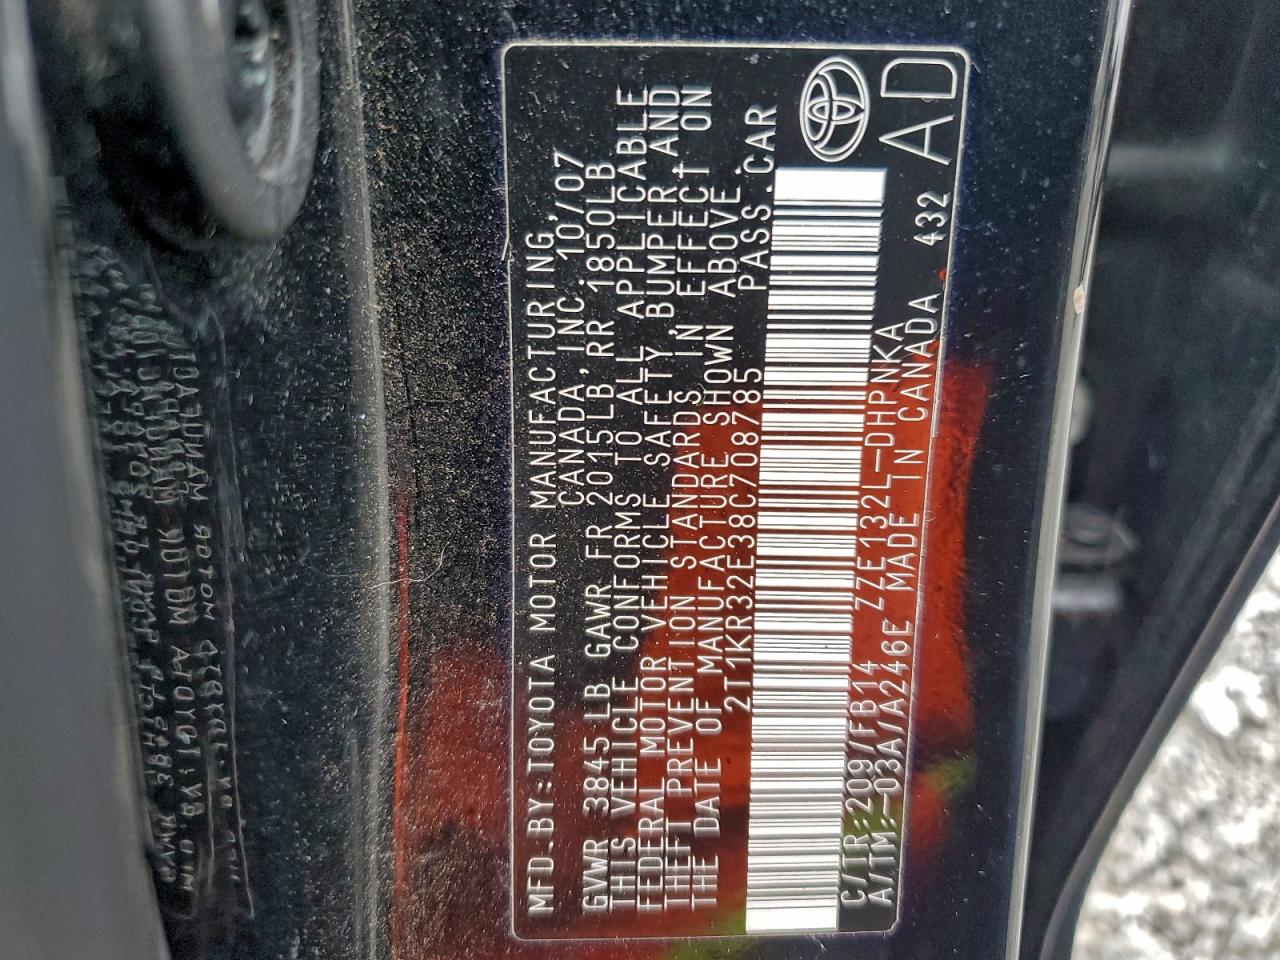 MFD.BY:TOYOTA MOTOR MANUFACTURING,
CANADA, INC. 10/07
GVWR 3845LB GAWR FR 2015LB, RR 1850LB
THIS VEHICLE CONFORMS TO ALL APPLICABLE
FEDERAL MOTOR VEHICLE SAFETY, BUMPER, AND
THEFT PREVENTION STANDARDS IN EFFECT ON
THE DATE OF MANUFACTURE SHOWN ABOVE.
2T1KR32E38C708785 PASS.CAR
C/TR:209/FB14 ZZE132L-DHPNKA
A/TM:-03A/A246E MADE IN CANADA 432
AD